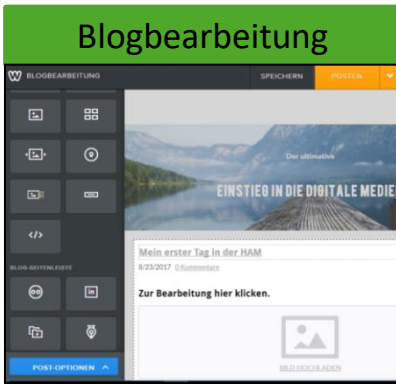 Blogbearbeitung
BLOGBEARBEITUNG
SPEICHERN
POSTEN
Der ultimative
EINSTIEG IN DIE DIGITALE MEDIE
Mein erster Tag in der HAM
8/23/2017 0 Kommentare
Zur Bearbeitung hier klicken.
</>
BLOG-SEITENLEISTE
in
BILD HOCHLADEN
POST-OPTIONEN